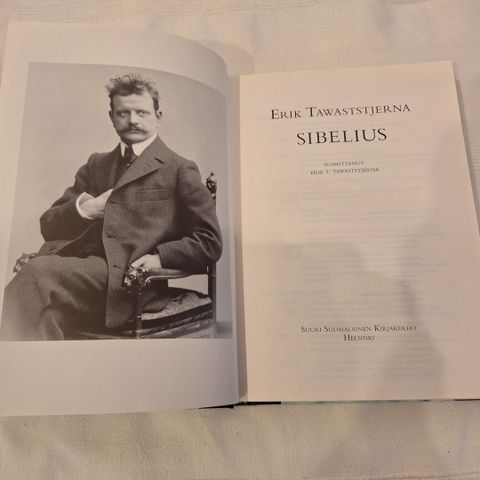 ERIK TAWASTSTJERNA
SIBELIUS
TOIMITTANUT
ERIK T. TAWASTSTJERNA
SUURI SUOMALAINEN KIRJAKERHO
HELSINKI